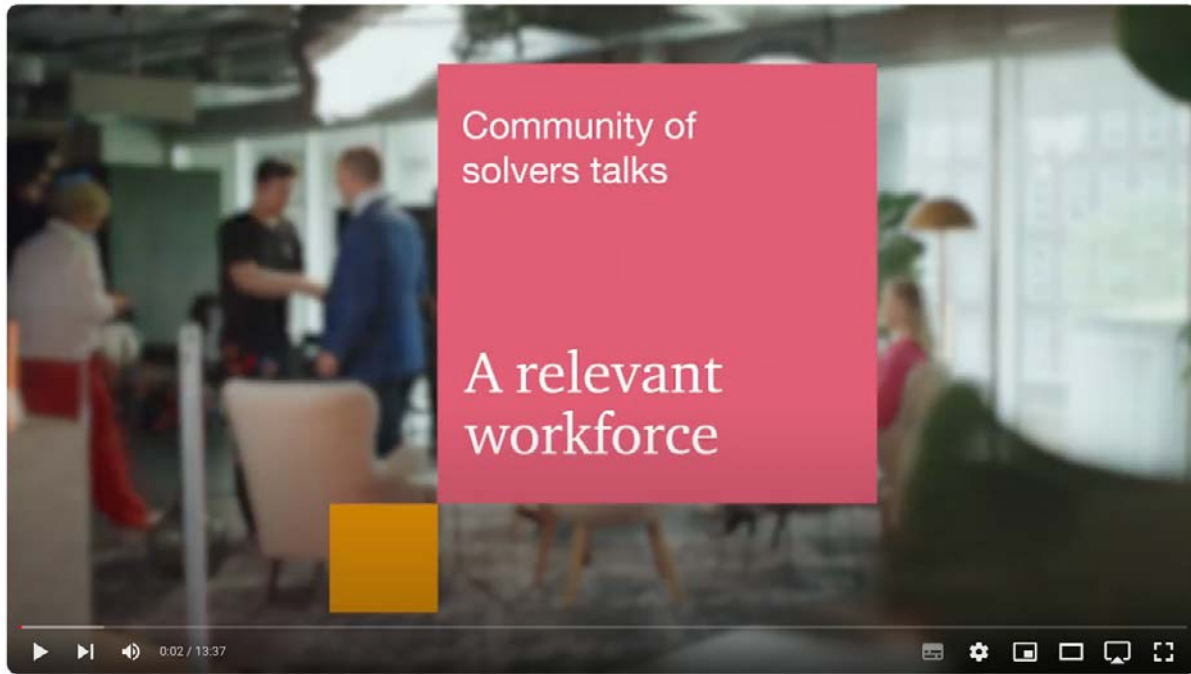 Community of
solvers talks
A relevant
workforce
0:02 / 13:37